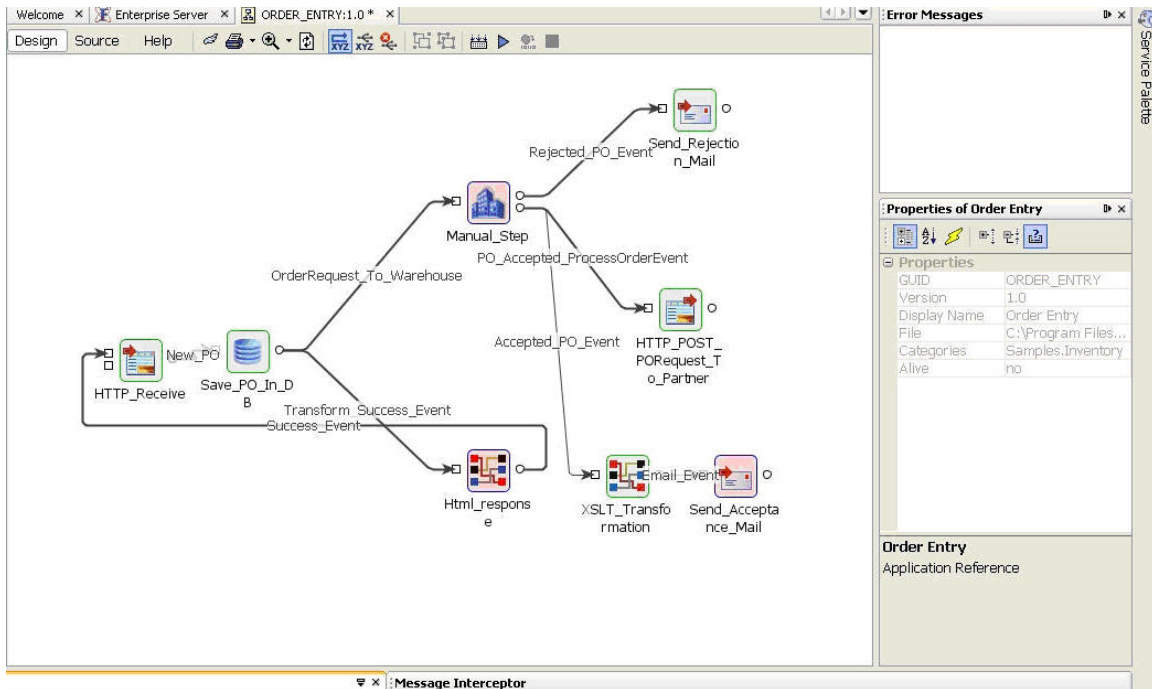 Welcome
Enterprise Server
ORDER_ENTRY:1.0 *
Design
Source
Help
XYZ
XYZ
Rejected_PO_Event
Send_Rejectio
n_Mail
Manual_Step
PO_Accepted_ProcessOrderEvent
OrderRequest_To_Warehouse
Accepted_PO_Event
HTTP_POST_
PORequest_T
o_Partner
New_PO
HTTP_Receive
Save_PO_In_D
B
Transform_Success_Event
Success_Event
Html_respons
e
Email_Event
XSLT_Transfo
rmation
Send_Accepta
nce_Mail
Error Messages
Service Palette
Properties of Order Entry
Properties
GUID ORDER_ENTRY
Version 1.0
Display Name Order Entry
File C:\Program Files...
Categories Samples.Inventory
Alive no
Order Entry
Application Reference
Message Interceptor